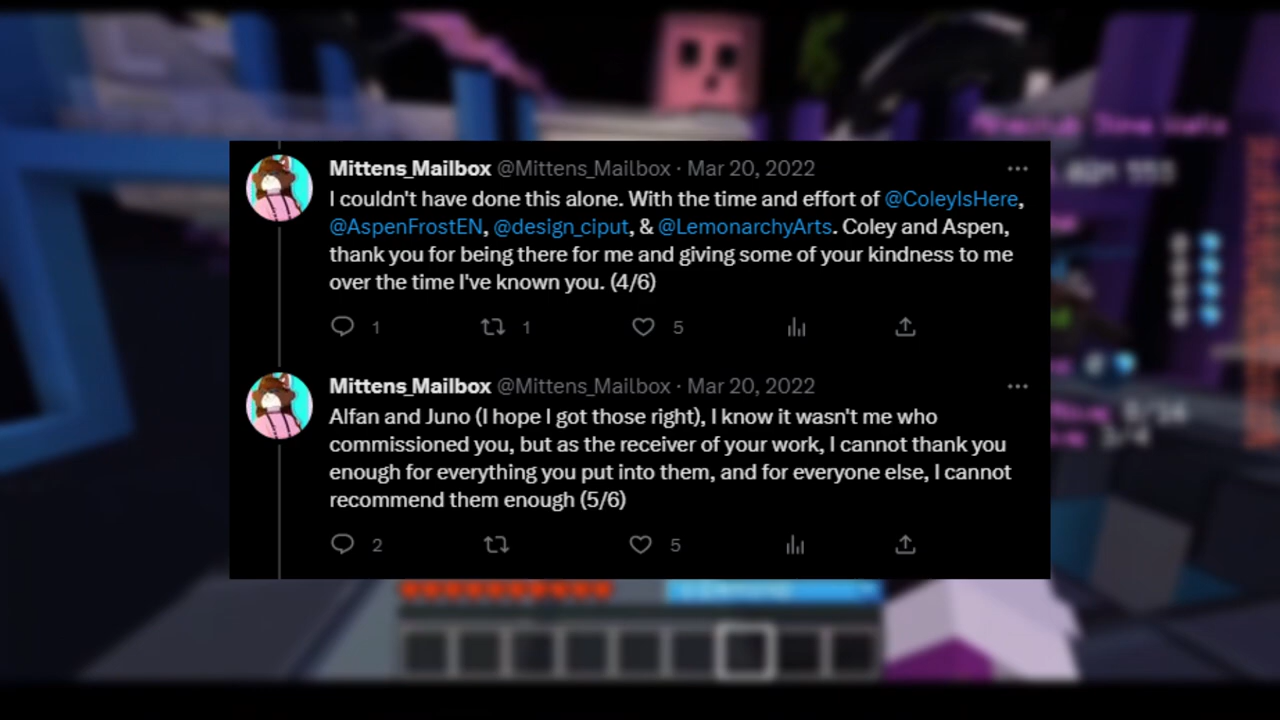 Mittens_Mailbox @Mittens_Mailbox · Mar 20, 2022
I couldn't have done this alone. With the time and effort of @ColeyIsHere,
@AspenFrostEN, @design_ciput, & @LemonarchyArts. Coley and Aspen,
thank you for being there for me and giving some of your kindness to me
over the time I've known you. (4/6)
1 1 5
Mittens_Mailbox @Mittens_Mailbox · Mar 20, 2022
Alfan and Juno (I hope I got those right), I know it wasn't me who
commissioned you, but as the receiver of your work, I cannot thank you
enough for everything you put into them, and for everyone else, I cannot
recommend them enough (5/6)
2 5